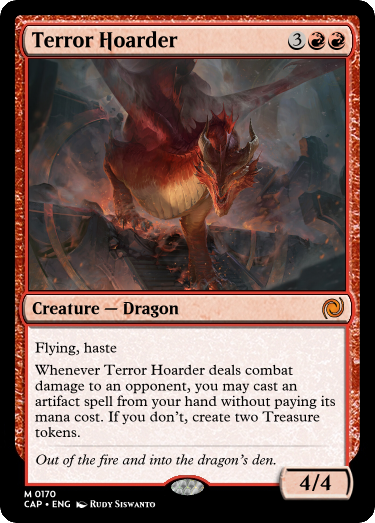 Terror Hoarder 3
Creature — Dragon
Flying, haste
Whenever Terror Hoarder deals combat
damage to an opponent, you may cast an
artifact spell from your hand without paying its
mana cost. If you don't, create two Treasure
tokens.
Out of the fire and into the dragon's den.
4/4
M 0170
CAP • ENG Rudy Siswanto